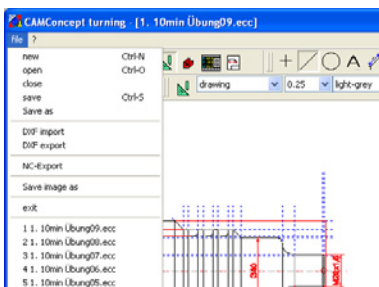 CAMConcept turning - [1. 10min Übung09.ecc]
File ?
new Ctrl-N
open Ctrl-O
close
save Ctrl-S
Save as
DXF import
DXF export
NC-Export
Save image as
exit
1 1. 10min Übung09.ecc
2 1. 10min Übung08.ecc
3 1. 10min Übung07.ecc
4 1. 10min Übung06.ecc
5 1. 10min Übung05.ecc
A
drawing 0.25 light-grey